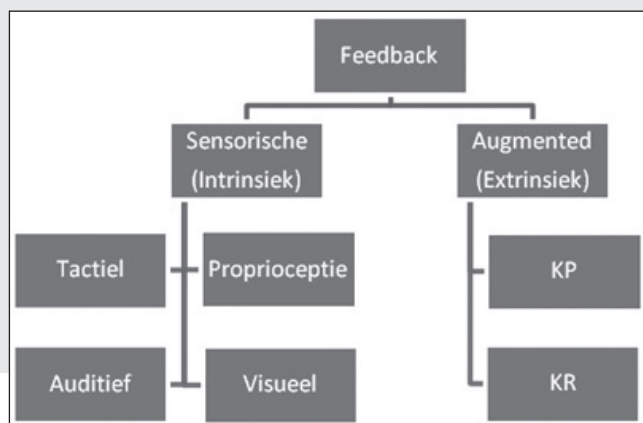 Feedback
Sensorische
(Intrinsiek)
Augmented
(Extrinsiek)
Tactiel
Proprioceptie
KP
Auditief
Visueel
KR